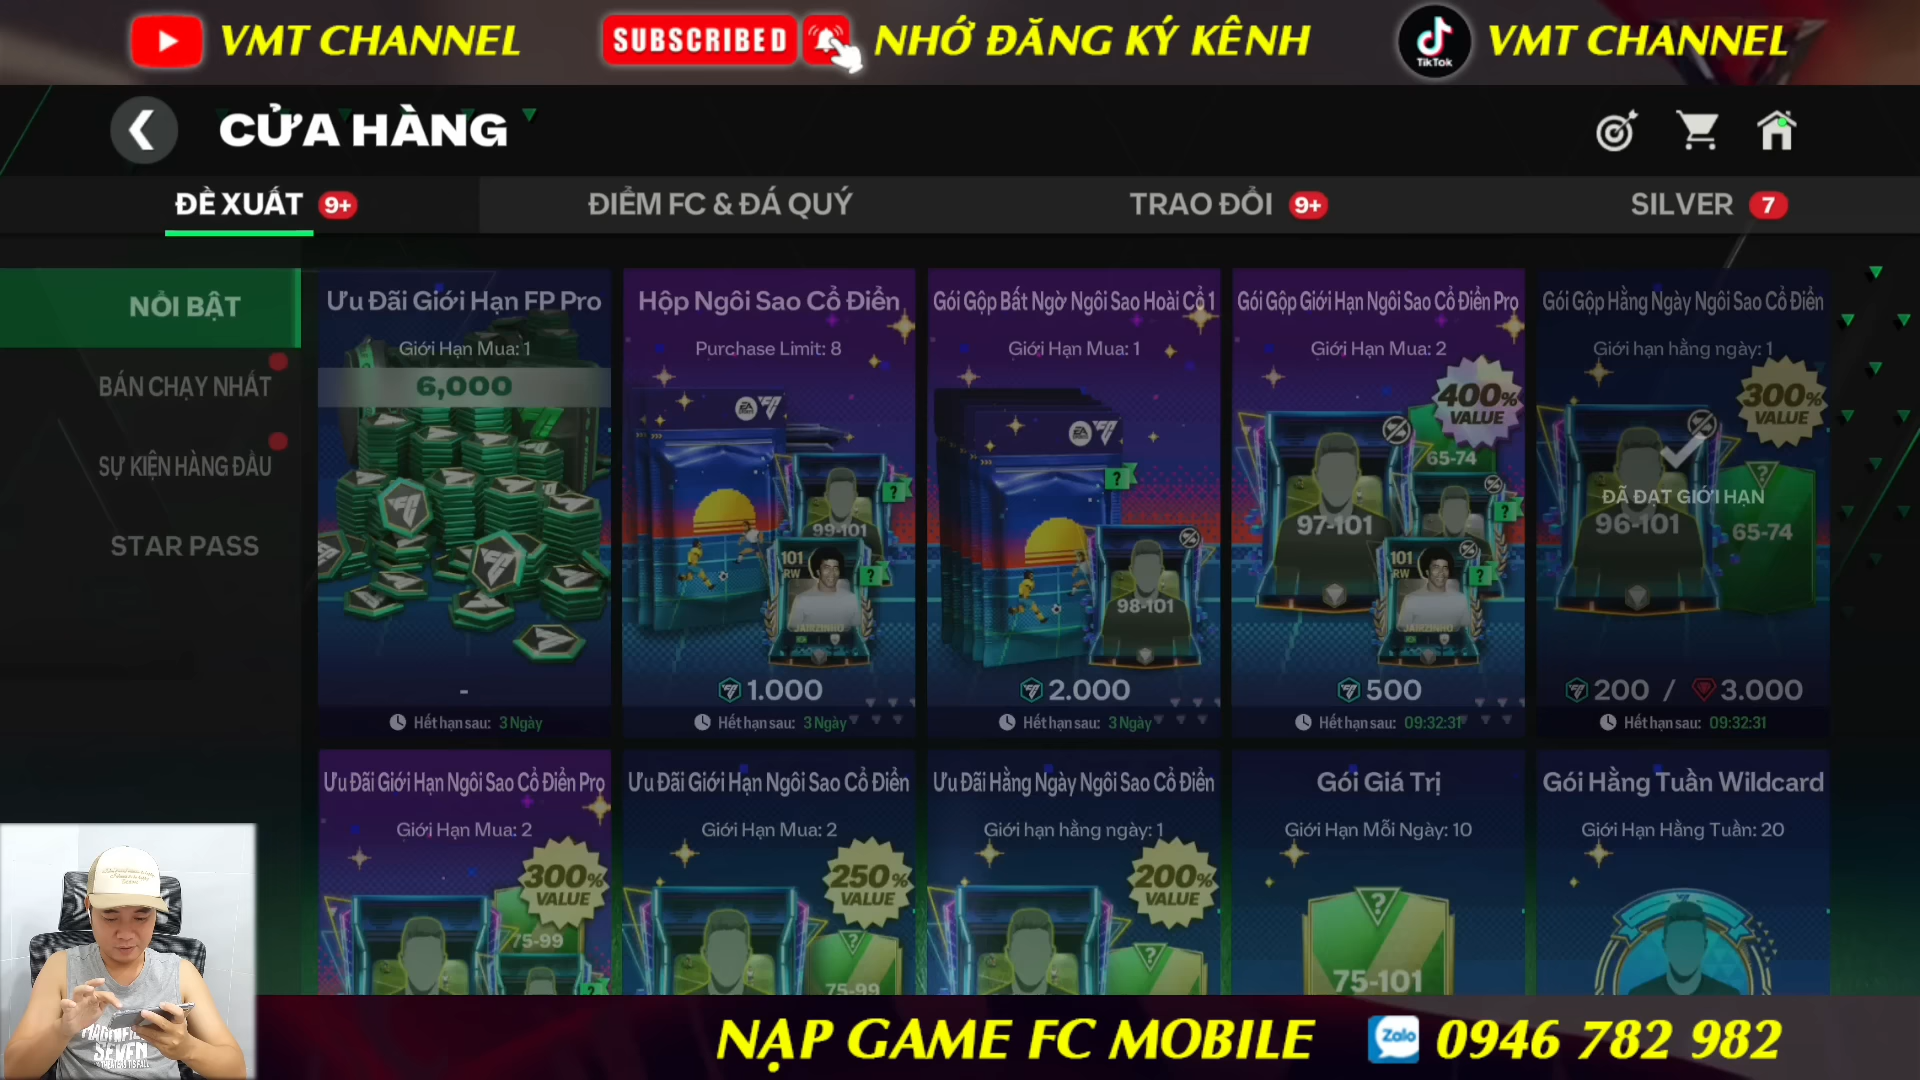 VMT CHANNEL
SUBSCRIBED
NHỚ ĐĂNG KÝ KÊNH
TikTok
VMT CHANNEL
CỬA HÀNG
ĐỀ XUẤT 9+
ĐIỂM FC & ĐÁ QUÝ
TRAO ĐỔI 9+
SILVER 7
NỔI BẬT
BÁN CHẠY NHẤT
SỰ KIỆN HÀNG ĐẦU
STAR PASS
Ưu Đãi Giới Hạn FP Pro
Giới Hạn Mua: 1
6,000
-
Hết hạn sau: 3 Ngày
Hộp Ngôi Sao Cổ Điển
Purchase Limit: 8
99-101
101
RW
JAIRZINHO
1.000
Hết hạn sau: 3 Ngày
Gói Gộp Bất Ngờ Ngôi Sao Hoài Cổ 1
Giới Hạn Mua: 1
98-101
2.000
Hết hạn sau: 3 Ngày
Gói Gộp Giới Hạn Ngôi Sao Cổ Điển Pro
Giới Hạn Mua: 2
400%
VALUE
65-74
97-101
101
RW
JAIRZINHO
500
Hết hạn sau: 09:32:31
Gói Gộp Hằng Ngày Ngôi Sao Cổ Điển
Giới hạn hằng ngày: 1
300%
VALUE
ĐÃ ĐẠT GIỚI HẠN
96-101
65-74
200 / 3.000
Hết hạn sau: 09:32:31
Ưu Đãi Giới Hạn Ngôi Sao Cổ Điển Pro
Giới Hạn Mua: 2
300%
VALUE
75-99
Ưu Đãi Giới Hạn Ngôi Sao Cổ Điển
Giới Hạn Mua: 2
250%
VALUE
75-99
Ưu Đãi Hằng Ngày Ngôi Sao Cổ Điển
Giới hạn hằng ngày: 1
200%
VALUE
Gói Giá Trị
Giới Hạn Mỗi Ngày: 10
75-101
Gói Hằng Tuần Wildcard
Giới Hạn Hằng Tuần: 20
SEVEN
NẠP GAME FC MOBILE
Zalo
0946 782 982